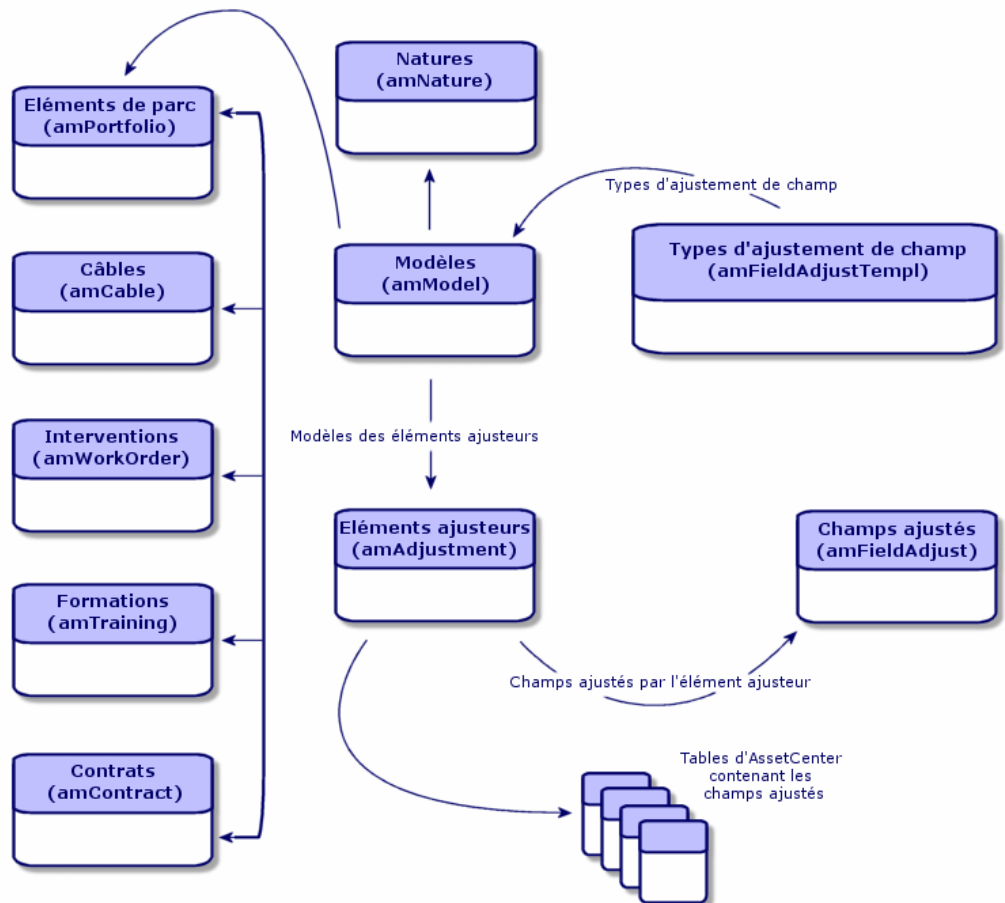 Natures
(amNature)
Eléments de parc
(amPortfolio)
Types d'ajustement de champ
Types d'ajustement de champ
(amFieldAdjustTempl)
Câbles
(amCable)
Modèles
(amModel)
Interventions
(amWorkOrder)
Modèles des éléments ajusteurs
Eléments ajusteurs
(amAdjustment)
Champs ajustés
(amFieldAdjust)
Formations
(amTraining)
Champs ajustés par l'élément ajusteur
Contrats
(amContract)
Tables d'AssetCenter
contenant les
champs ajustés